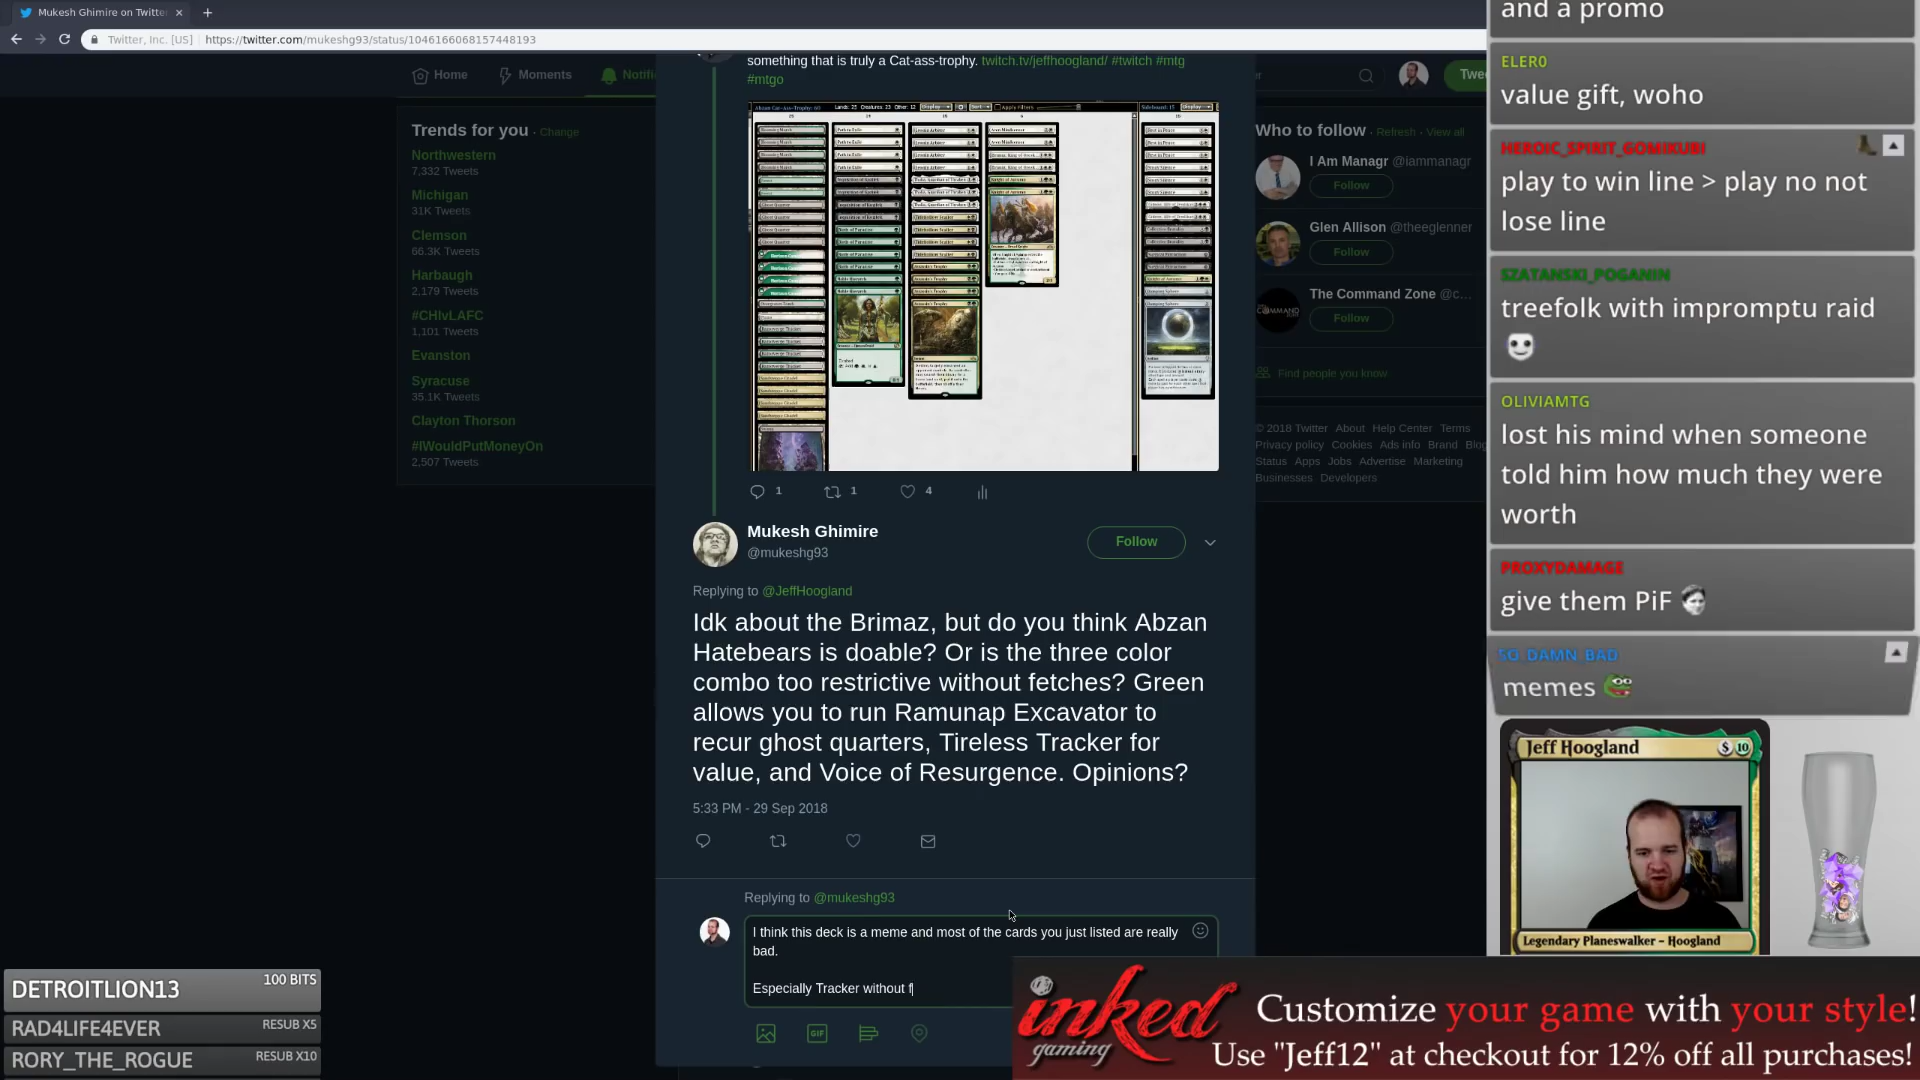 Mukesh Ghimire on Twitte
Twitter, Inc. [US]
https://twitter.com/mukeshg93/status/1046166068157448193
Home
Moments
Notifi
Twee
Trends for you · Change
Northwestern
7,332 Tweets
Michigan
31K Tweets
Clemson
66.3K Tweets
Harbaugh
2,179 Tweets
#CHIvLAFC
1,101 Tweets
Evanston
Syracuse
35.1K Tweets
Clayton Thorson
#IWouldPutMoneyOn
2,507 Tweets
something that is truly a Cat-ass-trophy. twitch.tv/jeffhoogland/ #twitch #mtg
#mtgo
1
1
4
Mukesh Ghimire
@mukeshg93
Follow
Replying to @JeffHoogland
Idk about the Brimaz, but do you think Abzan
Hatebears is doable? Or is the three color
combo too restrictive without fetches? Green
allows you to run Ramunap Excavator to
recur ghost quarters, Tireless Tracker for
value, and Voice of Resurgence. Opinions?
5:33 PM - 29 Sep 2018
Replying to @mukeshg93
I think this deck is a meme and most of the cards you just listed are really
bad.
Especially Tracker without f
GIF
Who to follow · Refresh · View all
I Am Managr @iammanagr
Follow
Glen Allison @theeglenner
Follow
The Command Zone @c...
Follow
Find people you know
© 2018 Twitter About Help Center Terms
Privacy policy Cookies Ads info Brand Blog
Status Apps Jobs Advertise Marketing
Businesses Developers
and a promo
ELER0
value gift, woho
HEROIC_SPIRIT_GOMIKUBI
play to win line > play no not
lose line
SZATANSKI_POGANIN
treefolk with impromptu raid
OLIVIAMTG
lost his mind when someone
told him how much they were
worth
PROXYDAMAGE
give them PiF
SO_DAMN_BAD
memes
Jeff Hoogland
$ 10
Legendary Planeswalker – Hoogland
DETROITLION13
100 BITS
RAD4LIFE4EVER
RESUB X5
RORY_THE_ROGUE
RESUB X10
inked
gaming
Customize your game with your style!
Use "Jeff12" at checkout for 12% off all purchases!